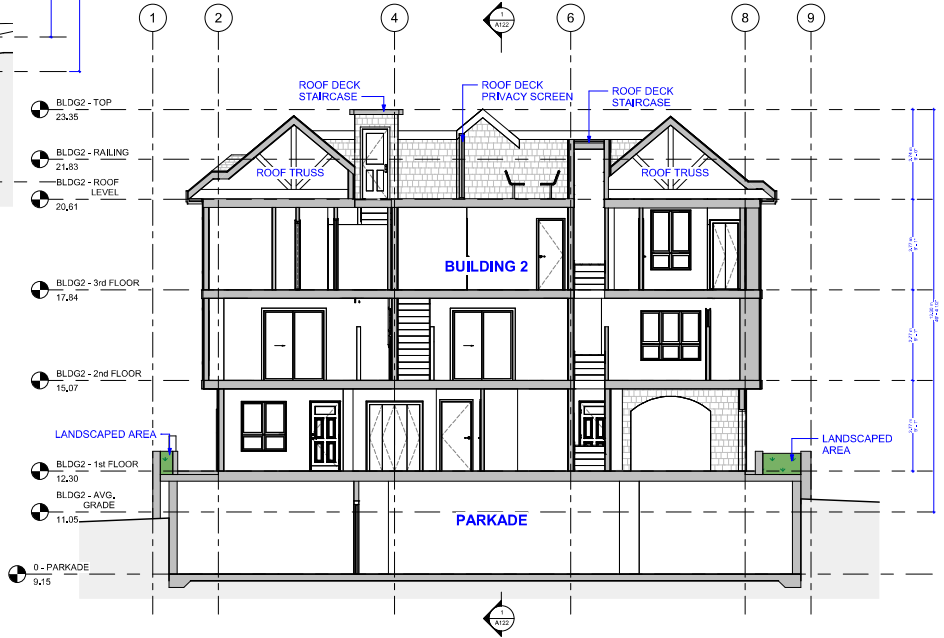 1
2
4
1
A122
6
8
9
ROOF DECK
STAIRCASE
ROOF DECK
PRIVACY SCREEN
ROOF DECK
STAIRCASE
BLDG2 - TOP
23.35
BLDG2 - RAILING
21.83
ROOF TRUSS
ROOF TRUSS
BLDG2 - ROOF
LEVEL
20.61
BUILDING 2
BLDG2 - 3rd FLOOR
17.84
BLDG2 - 2nd FLOOR
15.07
LANDSCAPED AREA
LANDSCAPED
AREA
BLDG2 - 1st FLOOR
12.30
BLDG2 - AVG.
GRADE
11.05
PARKADE
0 - PARKADE
9.15
1
A122